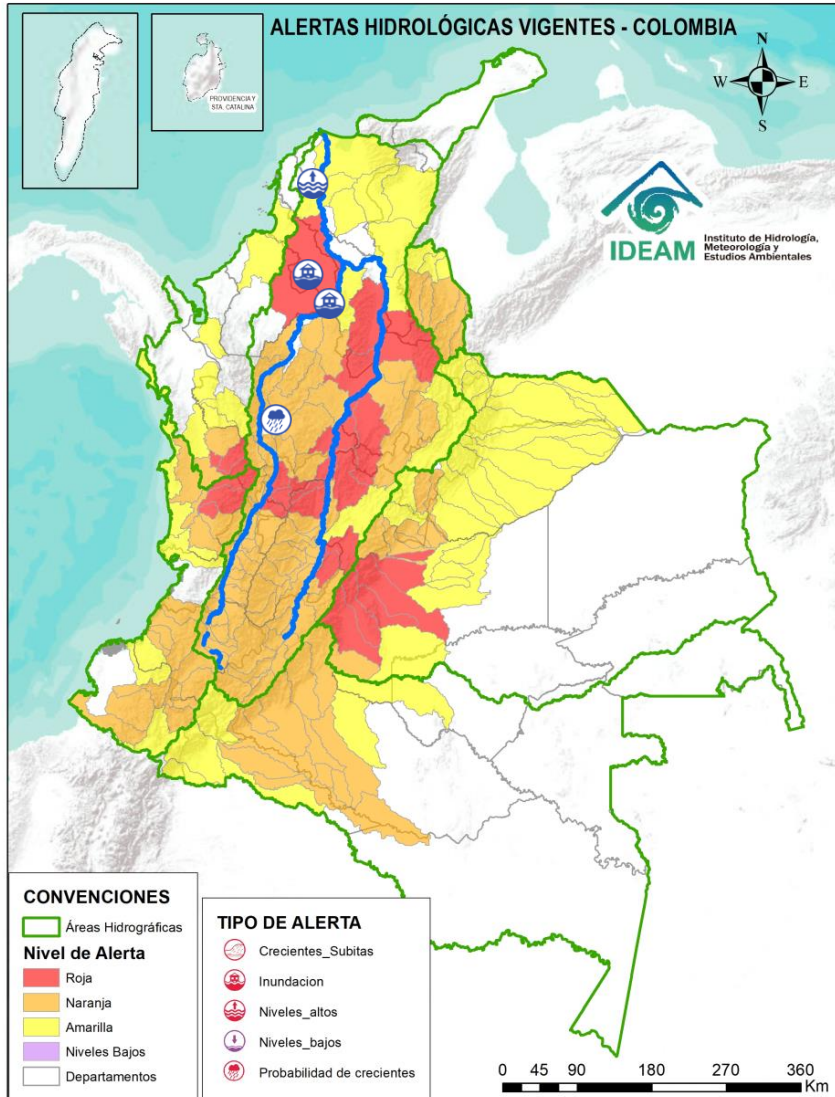 ALERTAS HIDROLÓGICAS VIGENTES - COLOMBIA
PROVIDENCIA Y
STA. CATALINA
N
W
E
S
IDEAM
Instituto de Hidrología,
Meteorología y
Estudios Ambientales
CONVENCIONES
Áreas Hidrográficas
Nivel de Alerta
Roja
Naranja
Amarilla
Niveles Bajos
Departamentos
TIPO DE ALERTA
Crecientes_Subitas
Inundacion
Niveles_altos
Niveles_bajos
Probabilidad de crecientes
0 45 90 180 270 360
Km